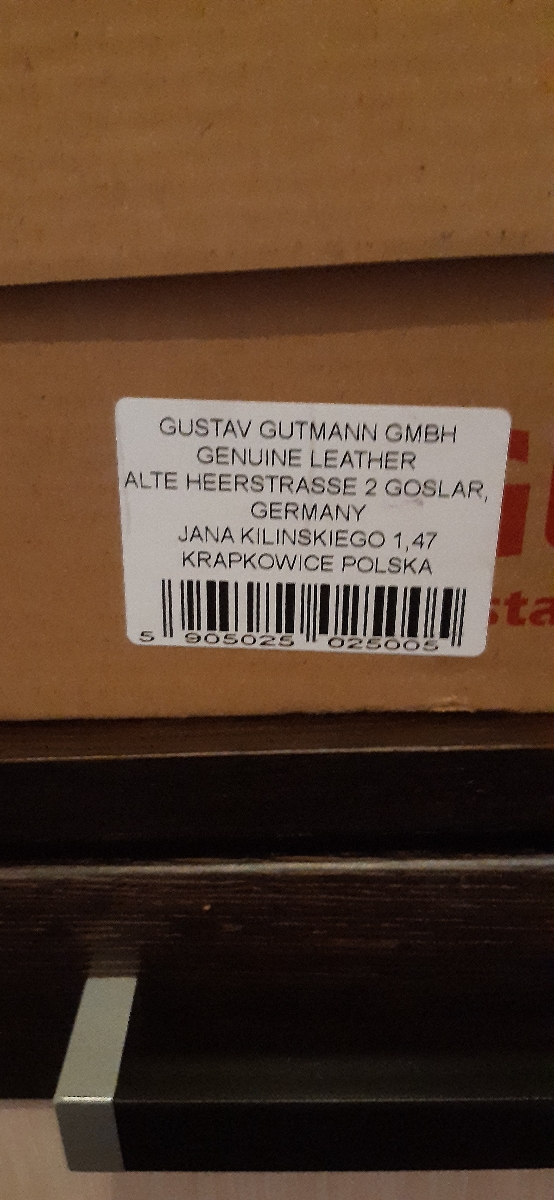 GUSTAV GUTMANN GMBH
GENUINE LEATHER
ALTE HEERSTRASSE 2 GOSLAR,
GERMANY
JANA KILINSKIEGO 1,47
KRAPKOWICE POLSKA
5 905025 025005